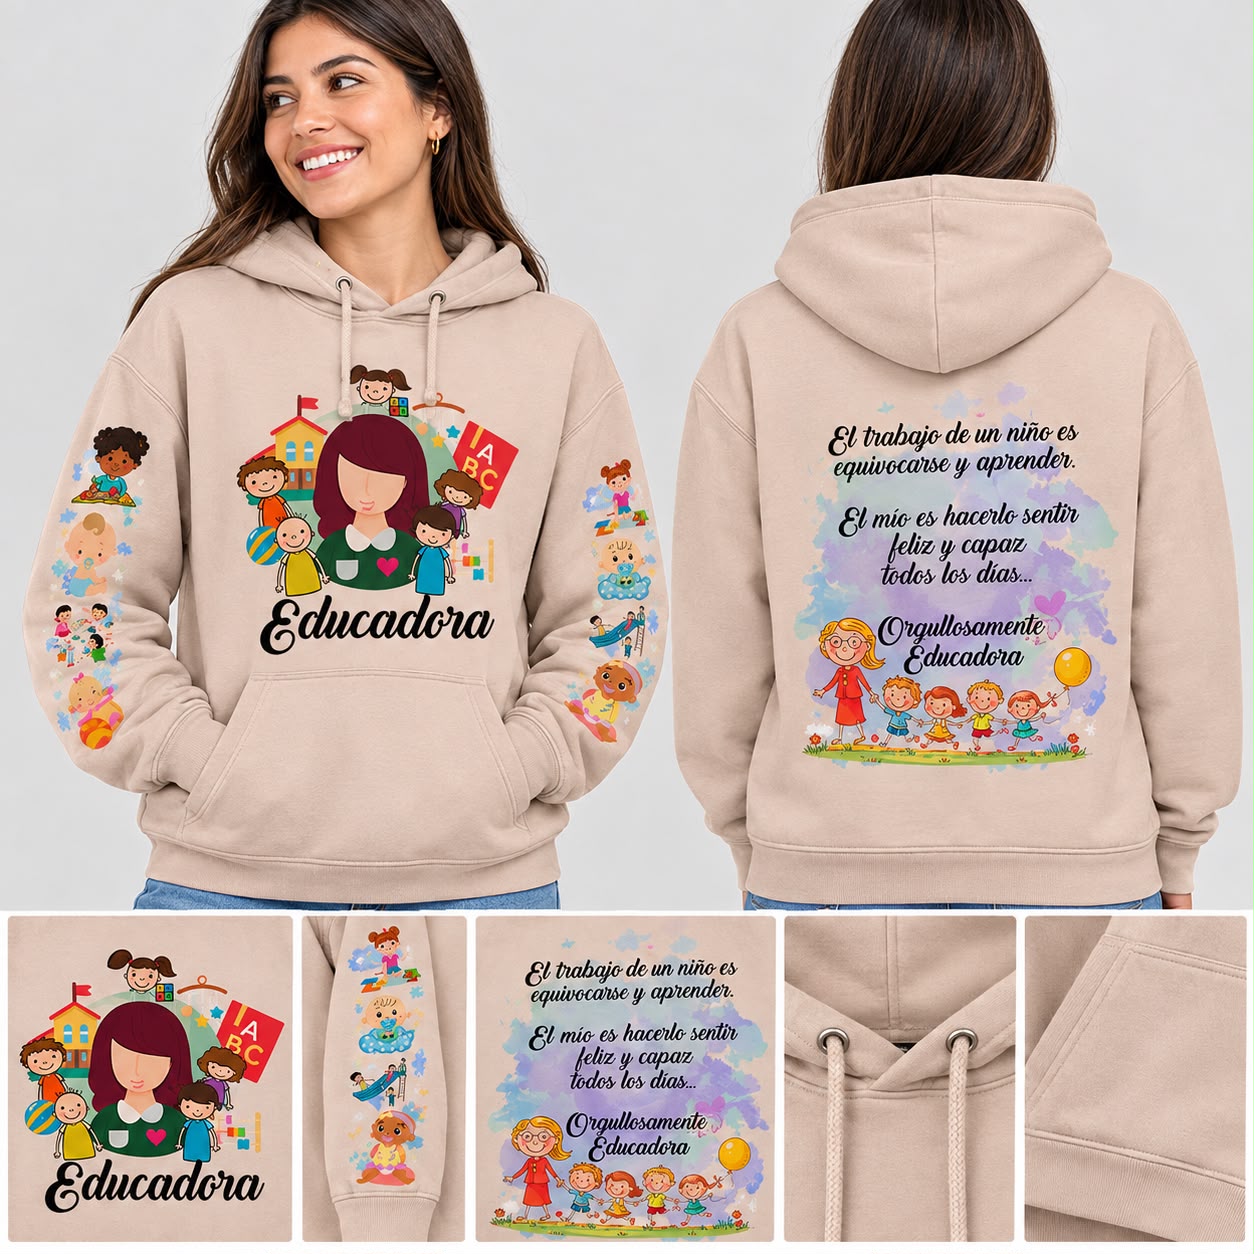 A
B C
Educadora
El trabajo de un niño es
equivocarse y aprender.
El mío es hacerlo sentir
feliz y capaz
todos los días...
Orgullosamente
Educadora
A
B C
Educadora
El trabajo de un niño es
equivocarse y aprender.
El mío es hacerlo sentir
feliz y capaz
todos los días...
Orgullosamente
Educadora